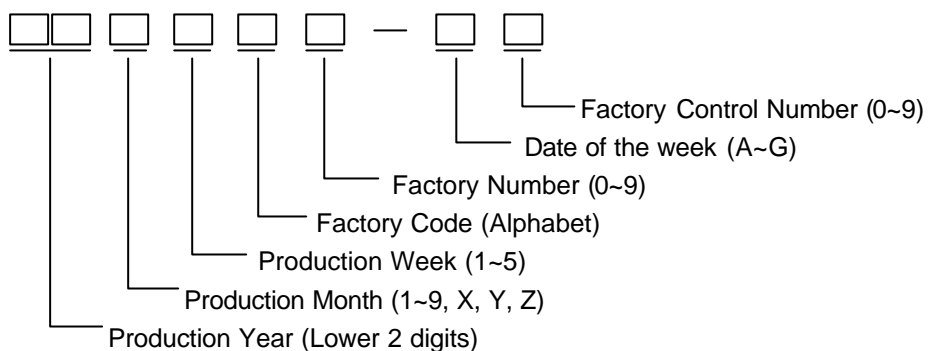 Factory Control Number (0~9)
Date of the week (A~G)
Factory Number (0~9)
Factory Code (Alphabet)
Production Week (1~5)
Production Month (1~9, X, Y, Z)
Production Year (Lower 2 digits)